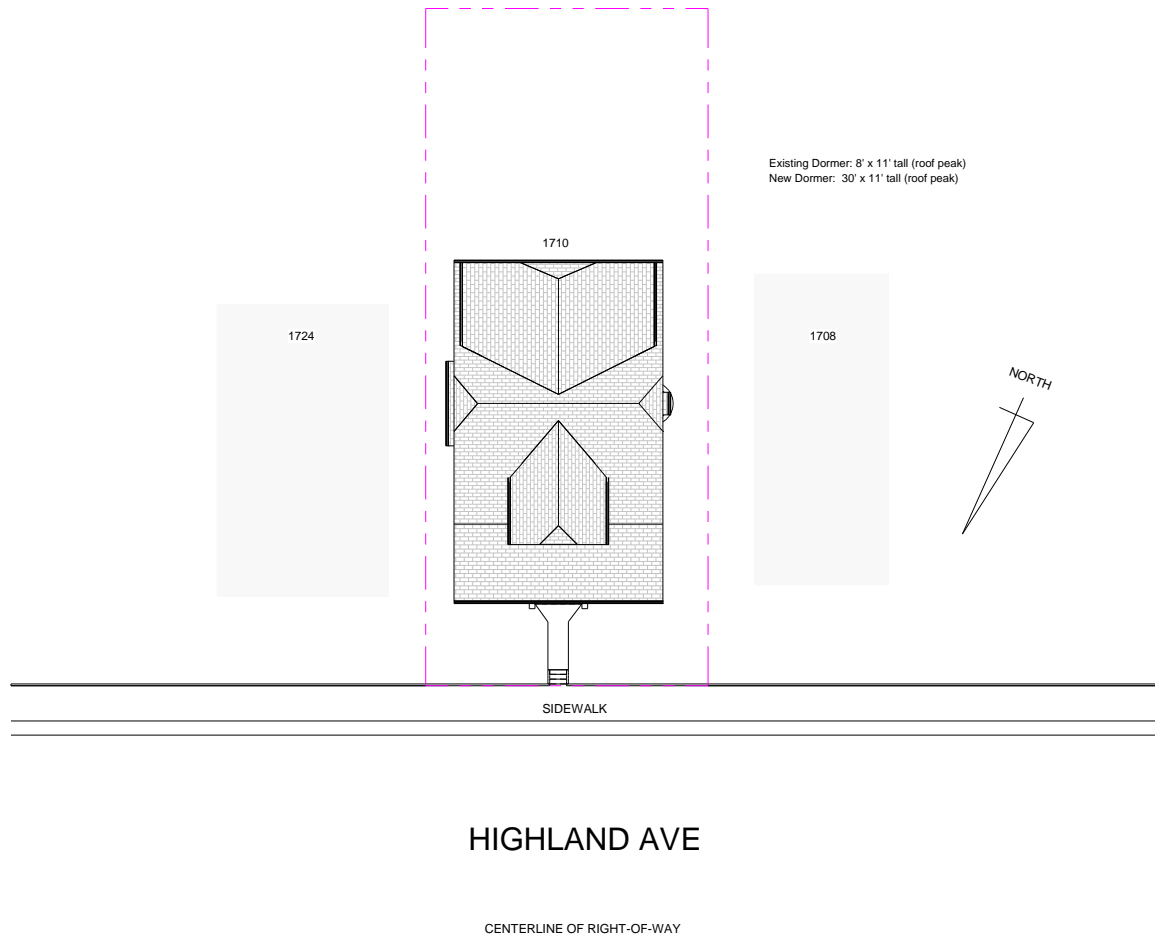 Existing Dormer: 8' x 11' tall (roof peak)
New Dormer:  30' x 11' tall (roof peak)
1710
1724
1708
NORTH
SIDEWALK
HIGHLAND AVE
CENTERLINE OF RIGHT-OF-WAY